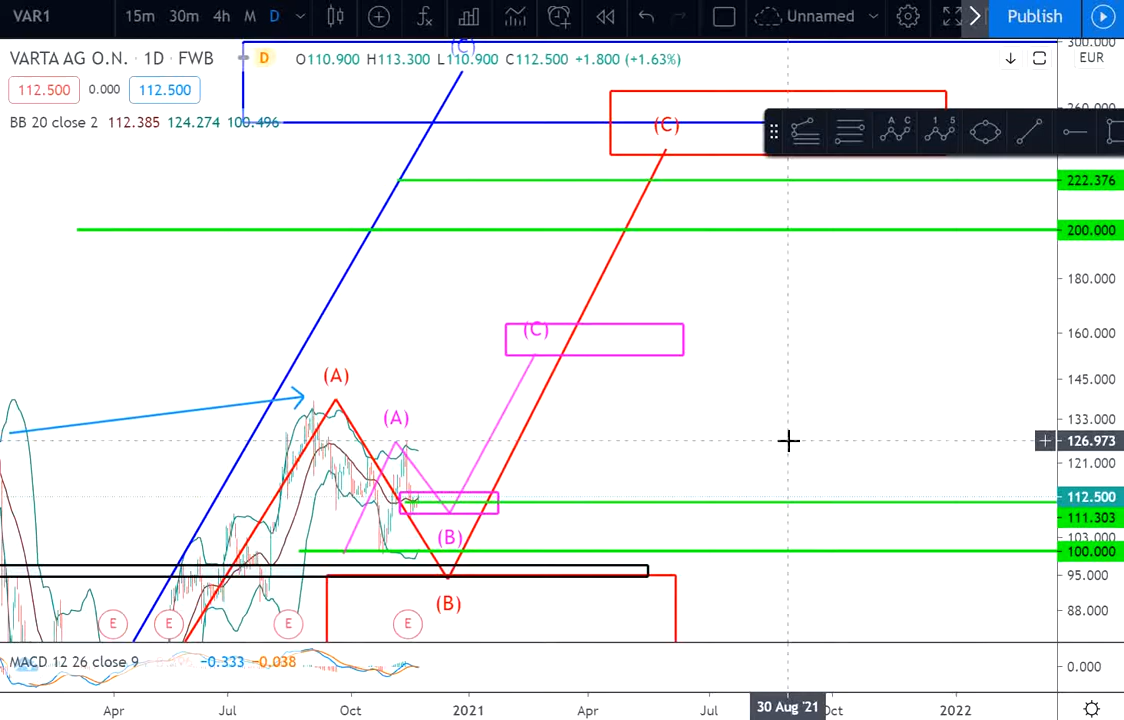 VAR1 15m 30m 4h M D Unnamed Publish
VARTA AG O.N. · 1D · FWB D O110.900 H113.300 L110.900 C112.500 +1.800 (+1.63%)
112.500 0.000 112.500
BB 20 close 2 112.385 124.274 100.496
(C)
(C)
A C 1 5
(C)
(A)
(A)
(B)
(B)
E E E E
300.000
EUR
260.000
222.376
200.000
180.000
160.000
145.000
133.000
126.973
121.000
112.500
111.303
103.000
100.000
95.000
88.000
MACD 12 26 close 9 −0.333 −0.038
0.000
Apr Jul Oct 2021 Apr Jul 30 Aug '21 Oct 2022